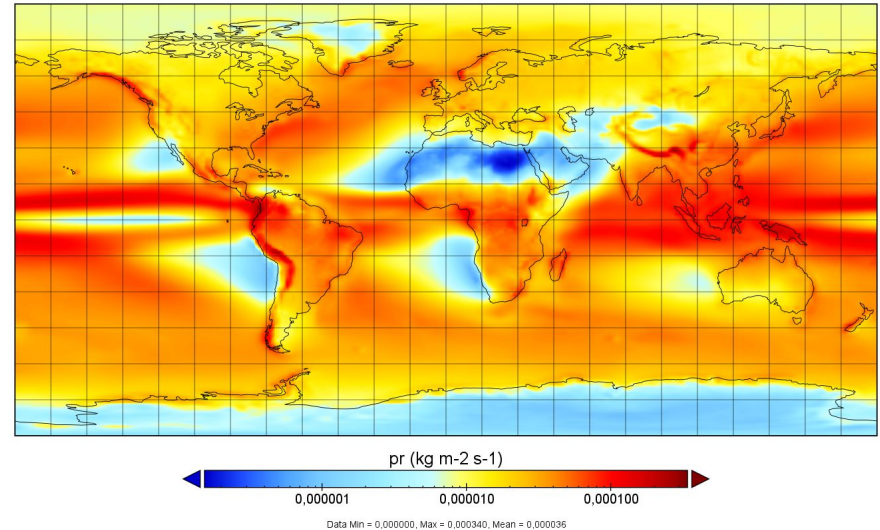 pr (kg m-2 s-1)
0,000001 0,000010 0,000100
Data Min = 0,000000, Max = 0,000340, Mean = 0,000036